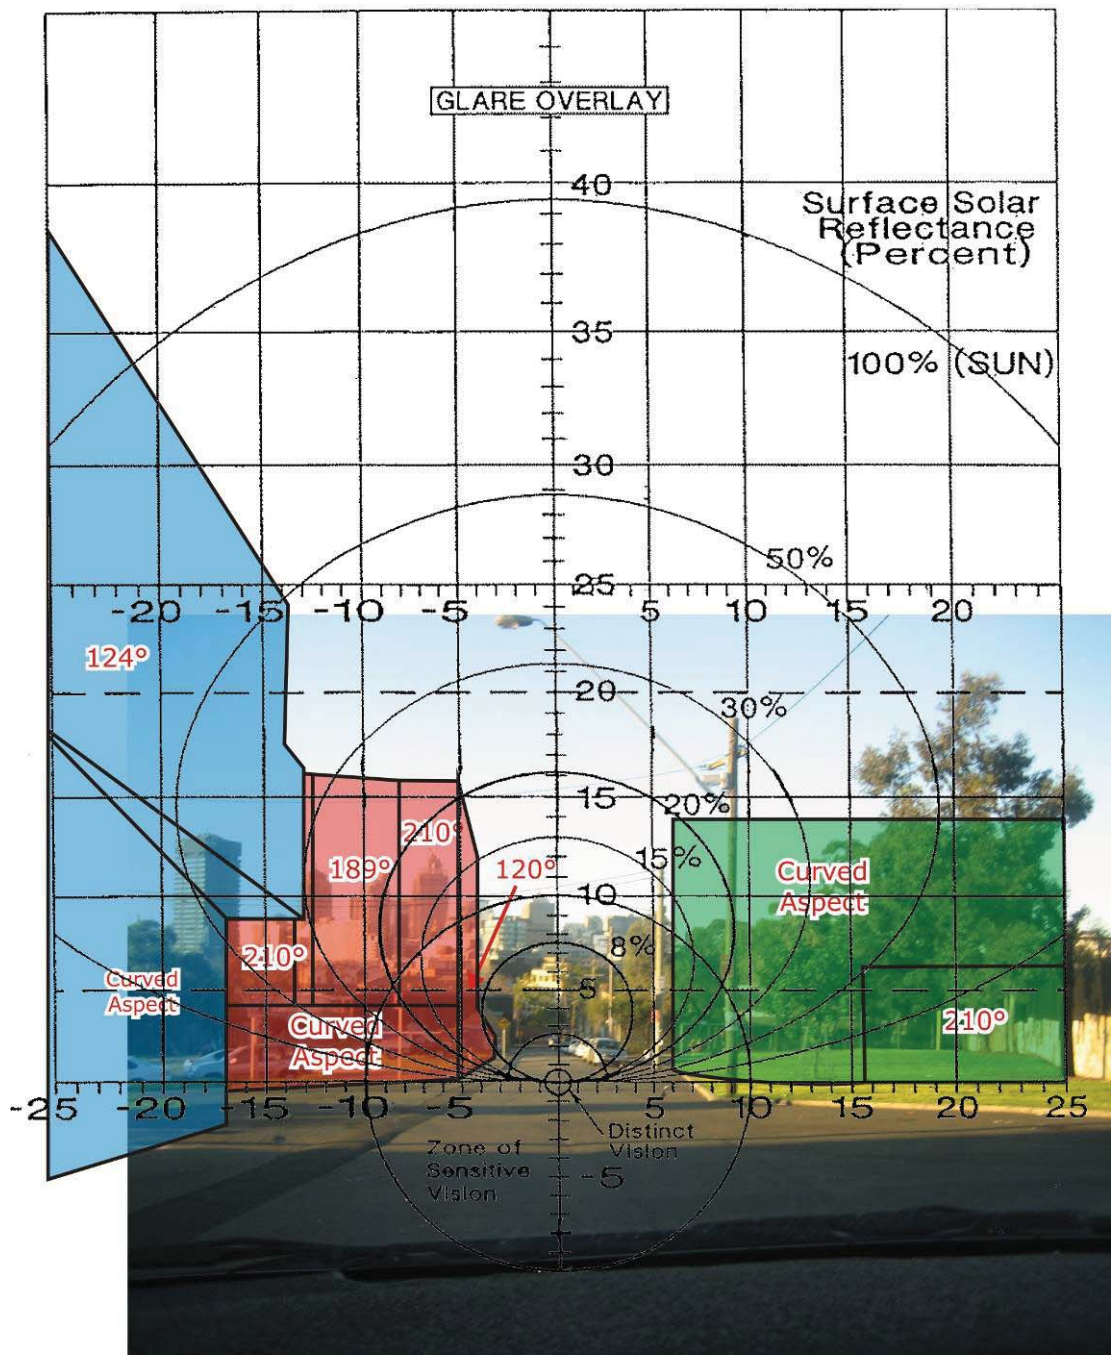 GLARE OVERLAY
40
Surface Solar
Reflectance
(Percent)
35
100% (SUN)
30
50%
25
-20 -15 -10 -5 5 10 15 20 25
124°
20
30%
15
20%
210°
189°
15%
120°
Curved
Aspect
10
8%
210°
Curved
Aspect
5
Curved
Aspect
210°
-25 -20 -15 -10 -5 5 10 15 20 25
Distinct
Vision
Zone of
Sensitive
Vision
-5